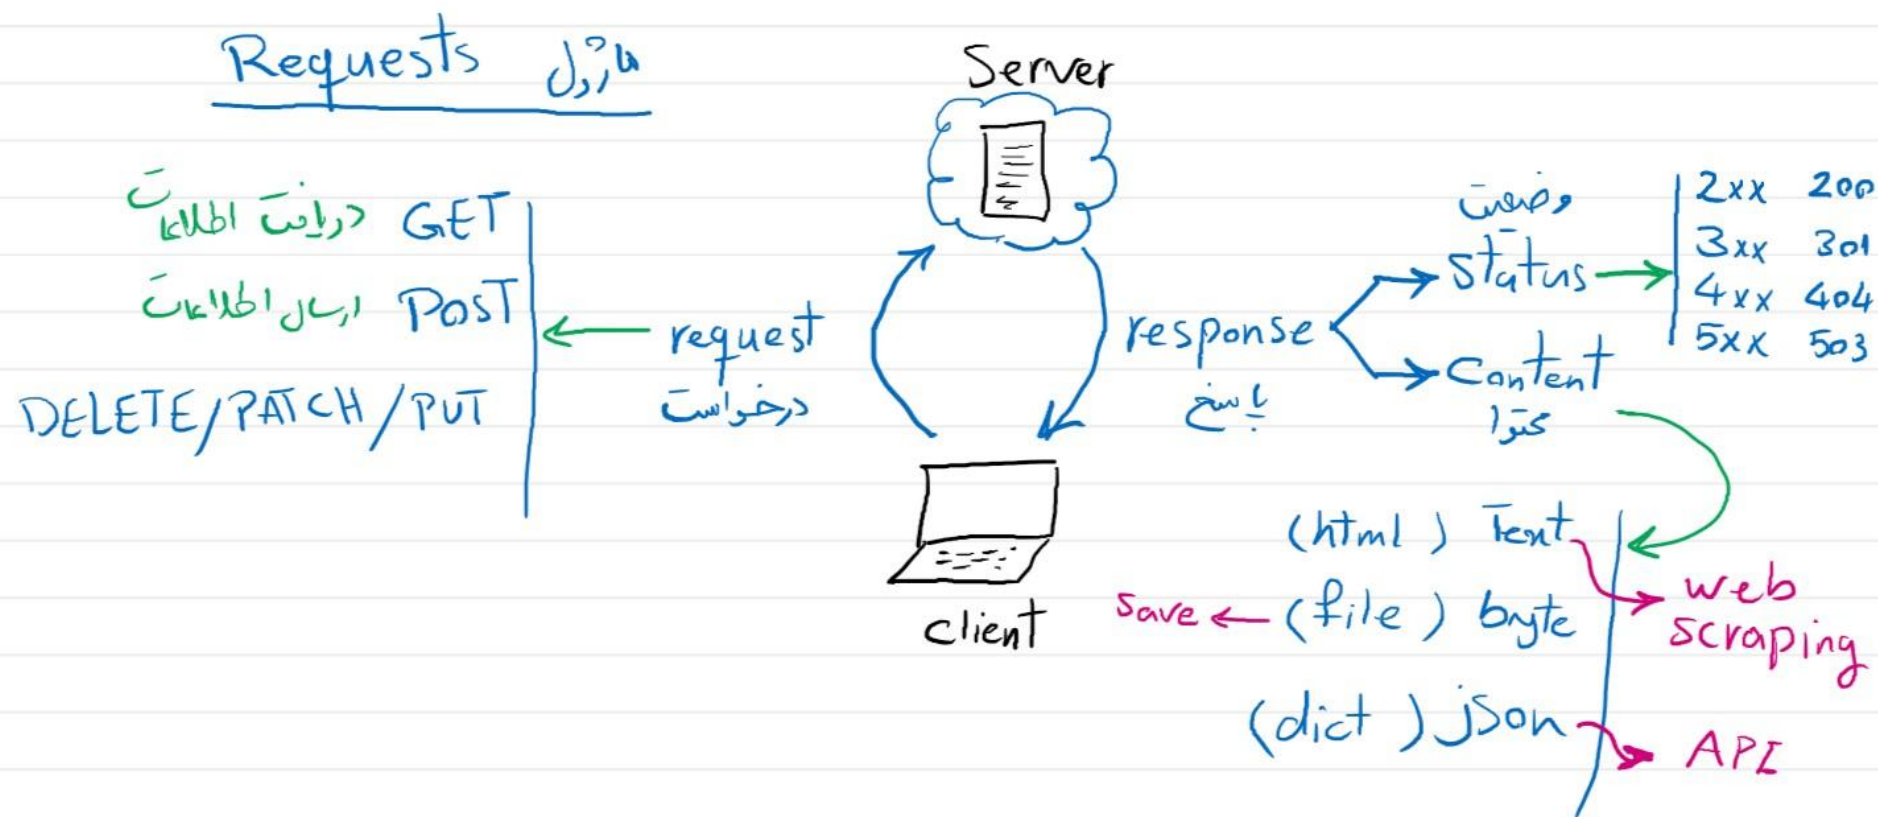 ماژول Requests
Server
GET دریافت اطلاعات
POST ارسال اطلاعات
DELETE/PATCH/PUT
request
درخواست
response
پاسخ
وضعیت
Status
2xx 200
3xx 301
4xx 404
5xx 503
Content
محتوا
client
Text (html)
web scraping
byte (file)
save
json (dict)
API